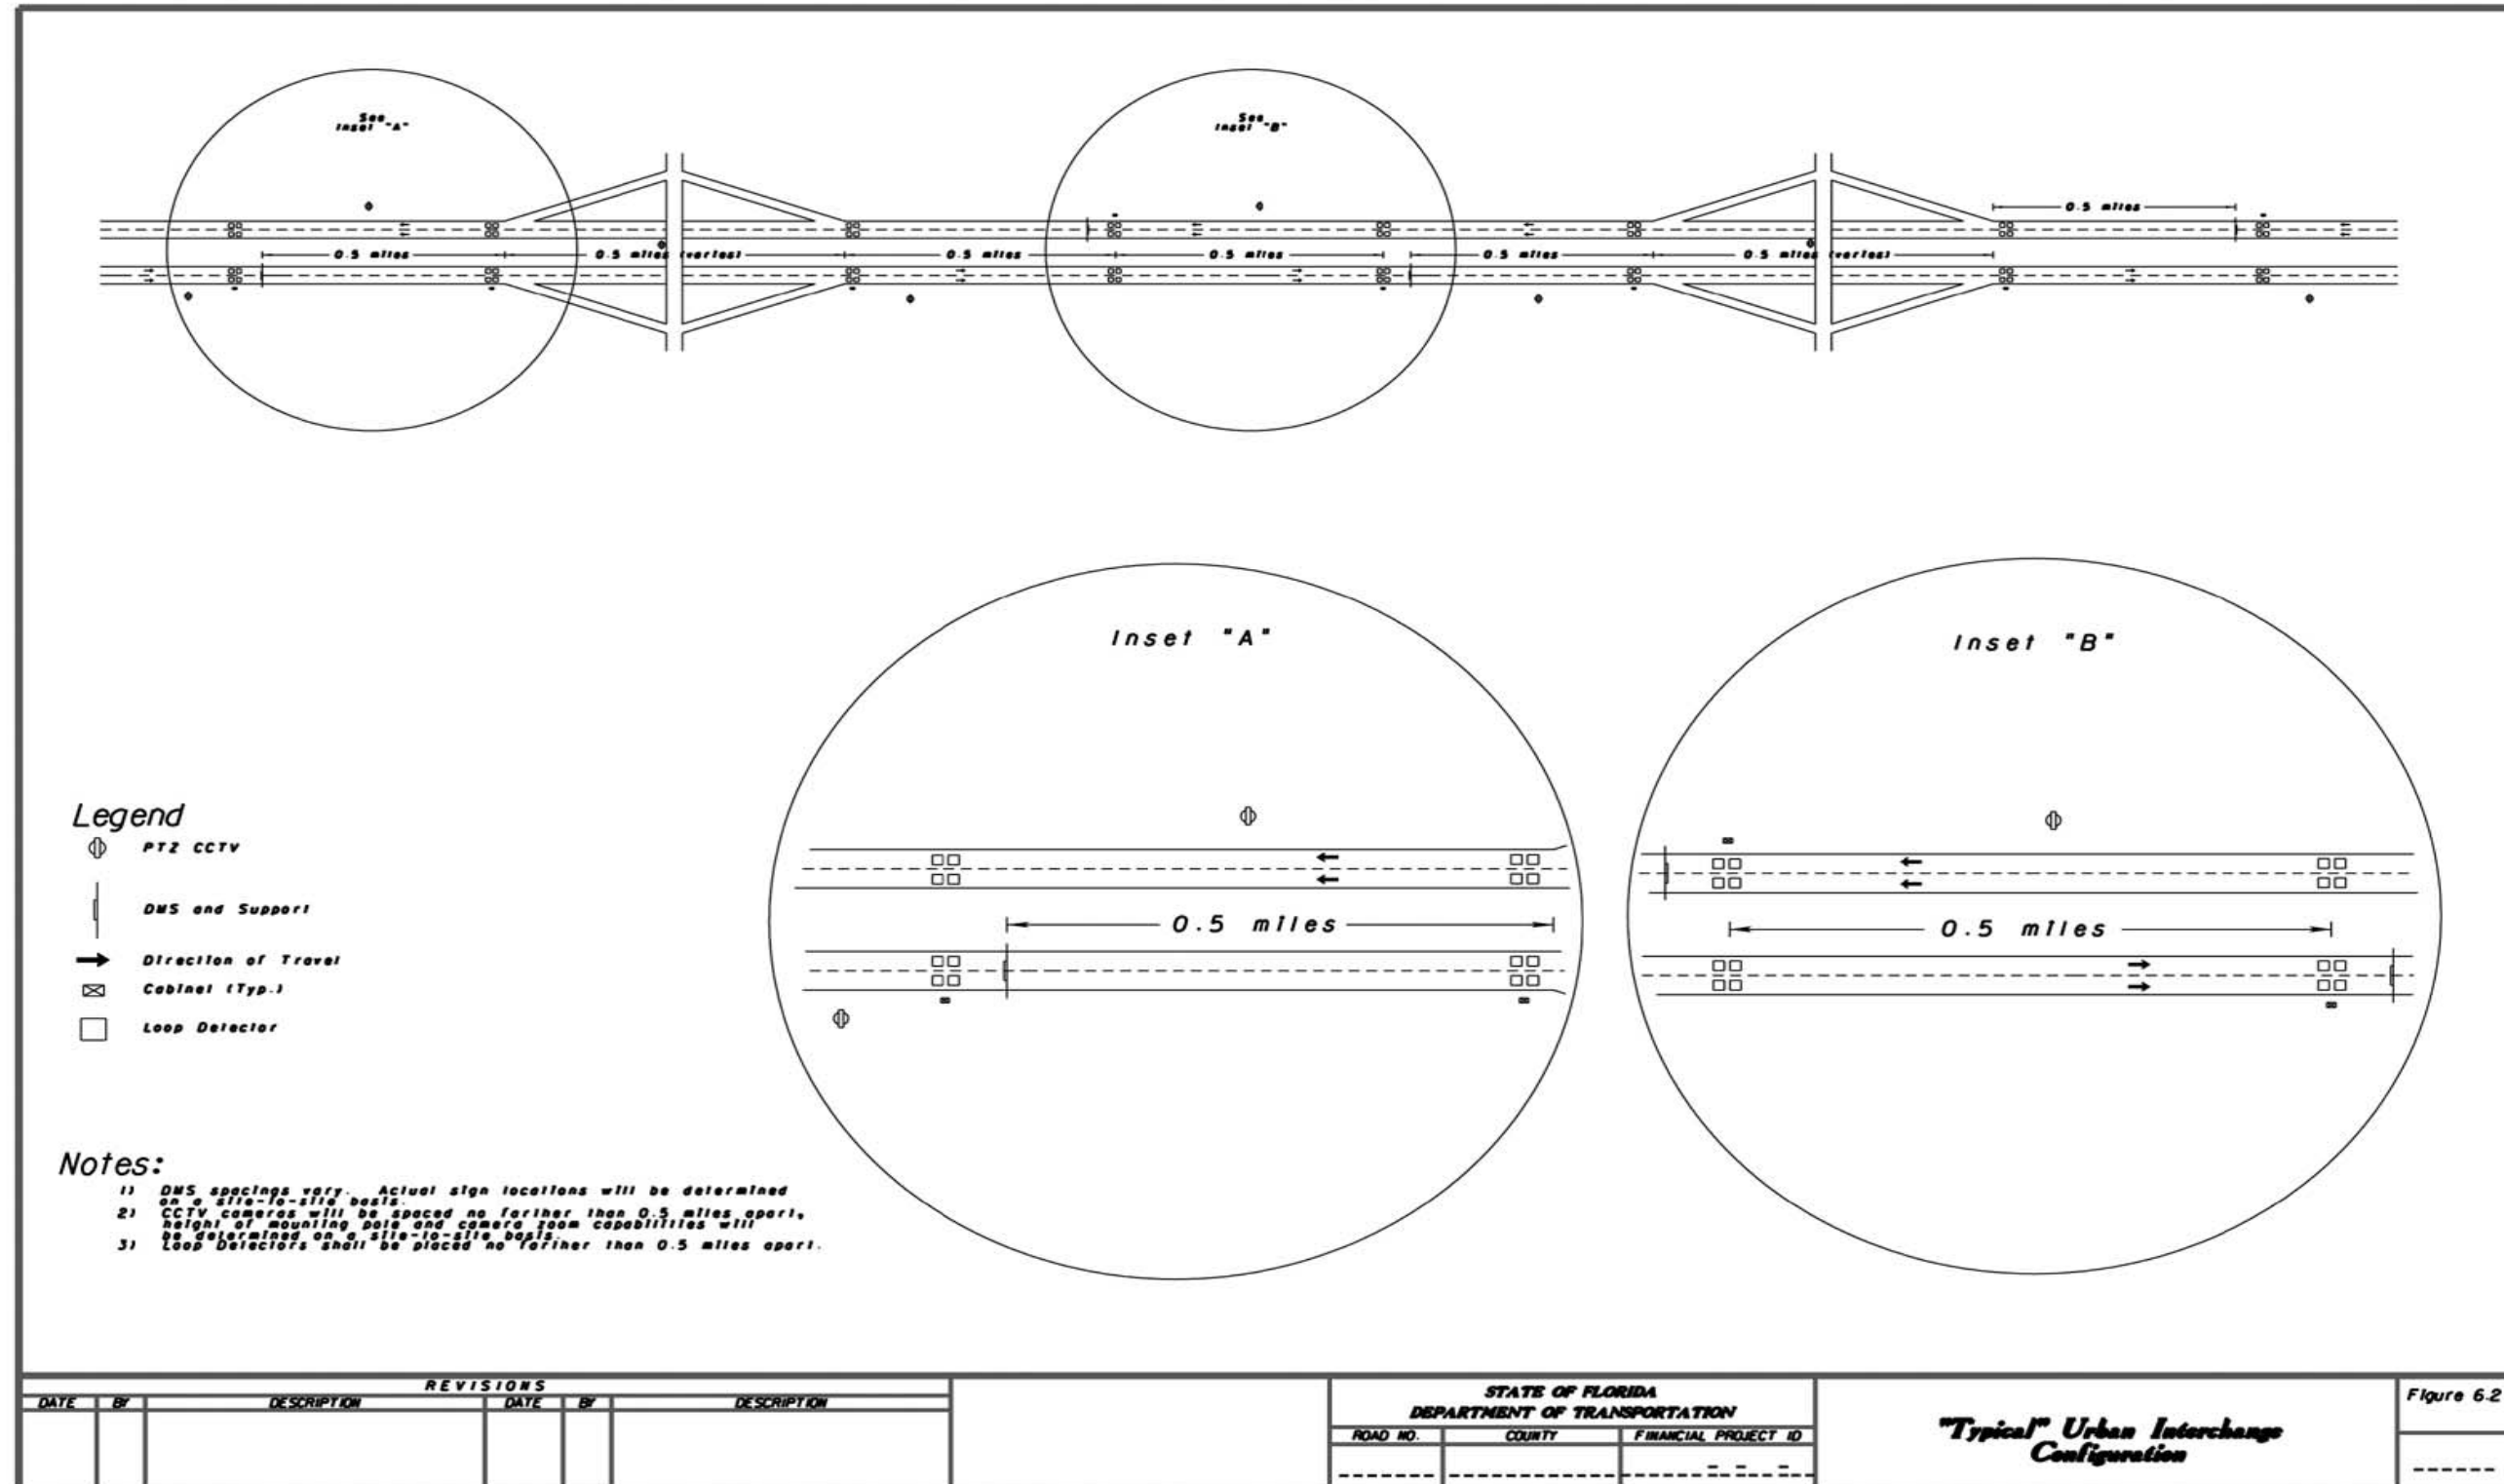 See
Inset "A"
See
Inset "B"
0.5 miles
0.5 miles
0.5 miles (varies)
0.5 miles
0.5 miles
0.5 miles
0.5 miles (varies)
Inset "A"
0.5 miles
Inset "B"
0.5 miles
Legend
PTZ CCTV
DMS and Support
Direction of Travel
Cabinet (Typ.)
Loop Detector
Notes:
1) DMS spacings vary. Actual sign locations will be determined
on a site-to-site basis.
2) CCTV cameras will be spaced no farther than 0.5 miles apart,
height of mounting pole and camera zoom capabilities will
be determined on a site-to-site basis.
3) Loop Detectors shall be placed no farther than 0.5 miles apart.
REVISIONS
DATE BY DESCRIPTION DATE BY DESCRIPTION
STATE OF FLORIDA
DEPARTMENT OF TRANSPORTATION
ROAD NO. COUNTY FINANCIAL PROJECT ID
"Typical" Urban Interchange
Configuration
Figure 6.2